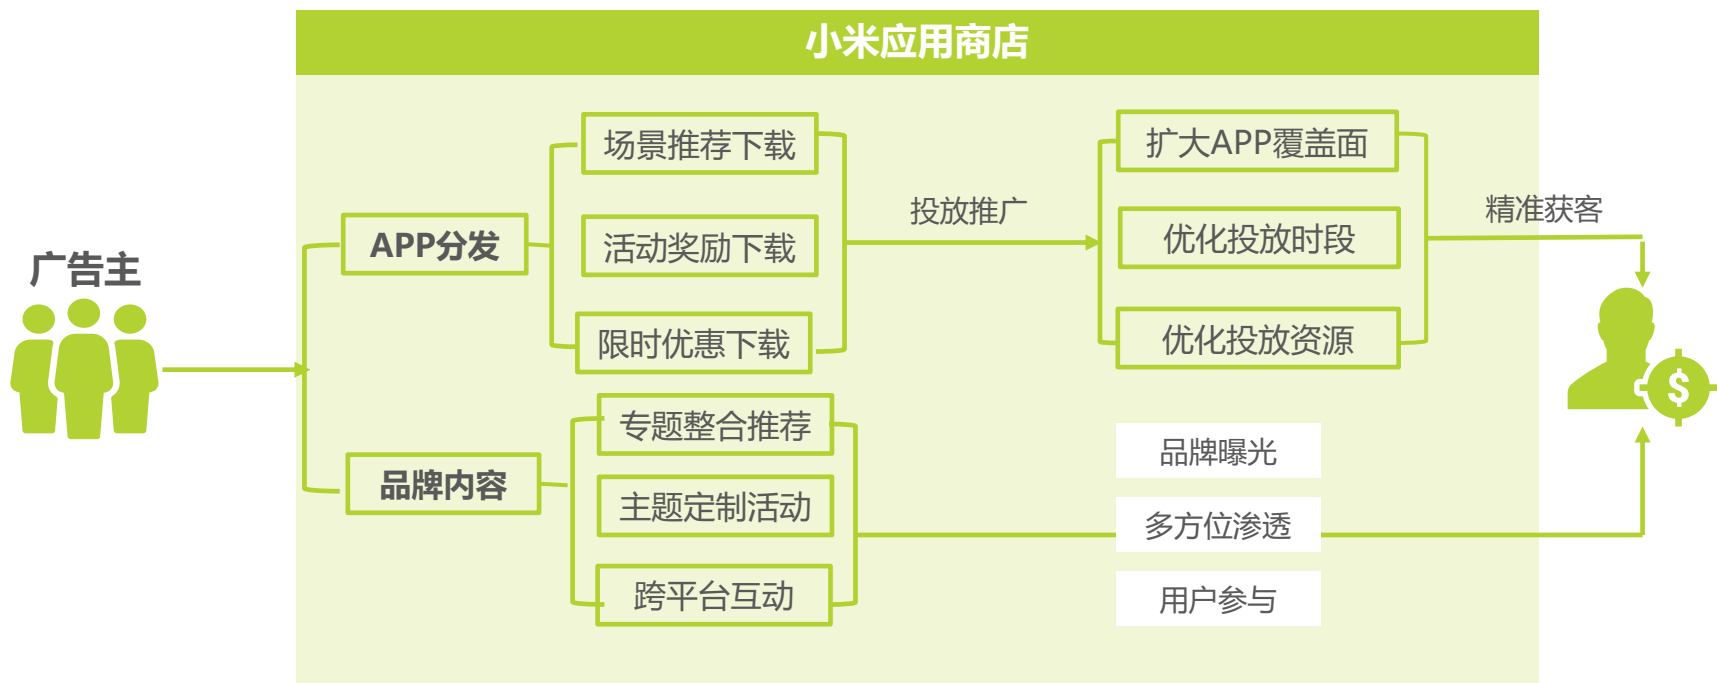 小米应用商店
广告主
APP分发
场景推荐下载
活动奖励下载
限时优惠下载
投放推广
扩大APP覆盖面
优化投放时段
优化投放资源
精准获客
品牌内容
专题整合推荐
主题定制活动
跨平台互动
品牌曝光
多方位渗透
用户参与
$